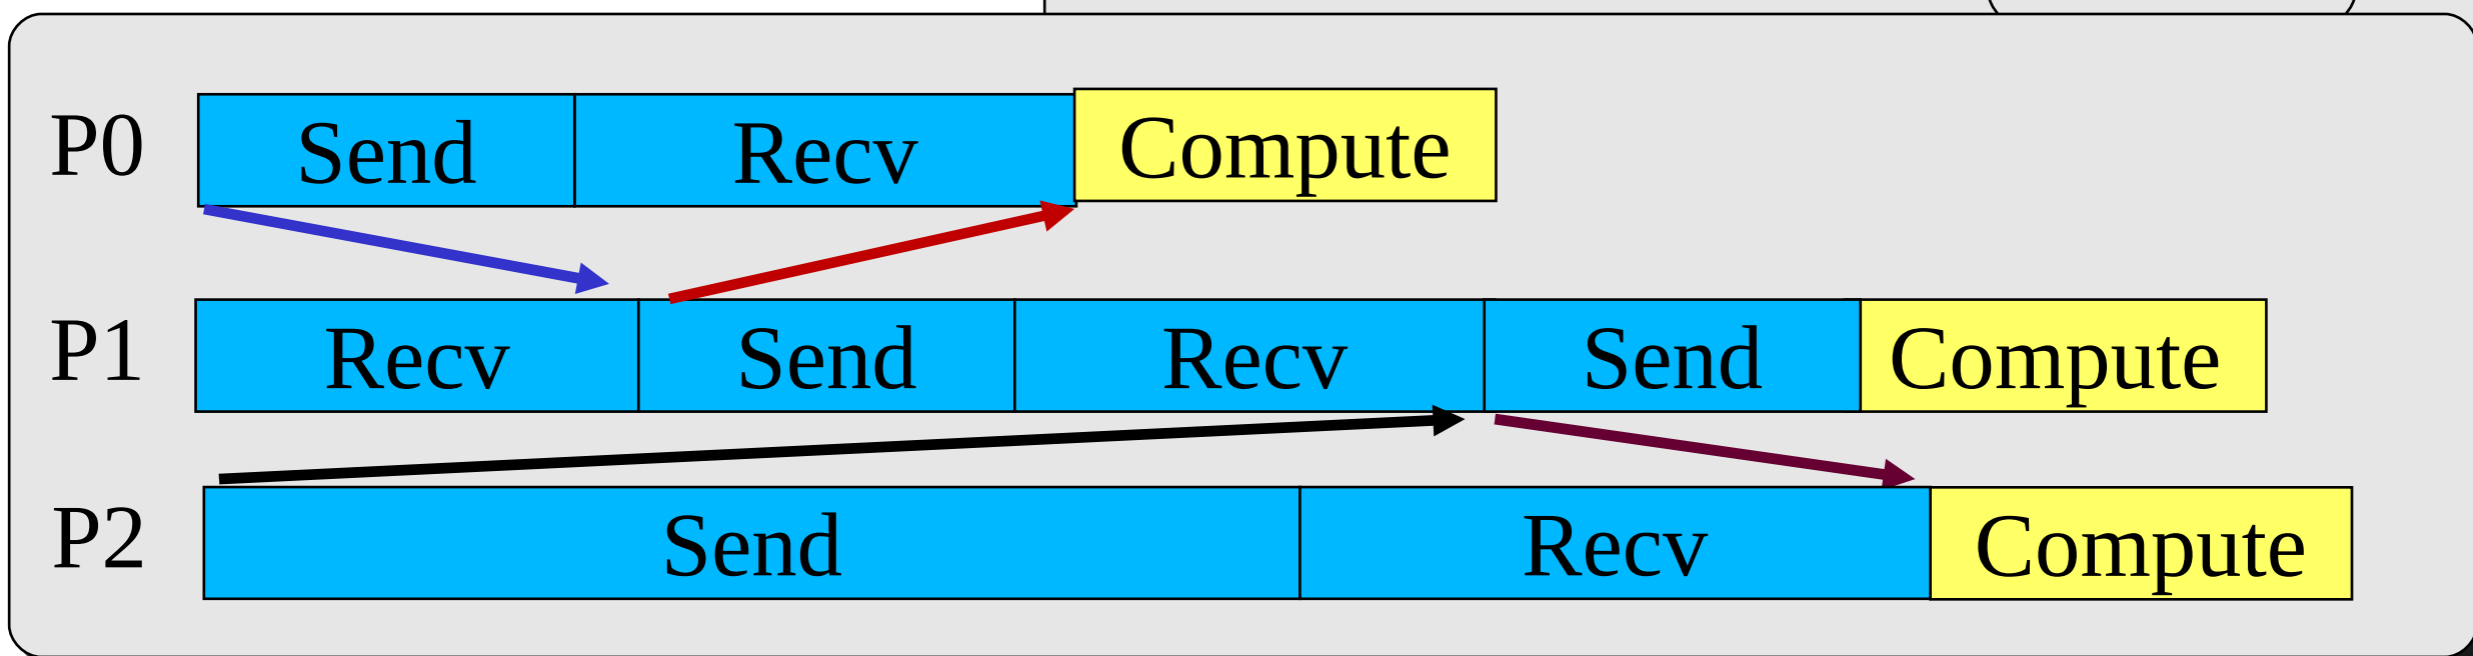 P0 Send Recv Compute
P1 Recv Send Recv Send Compute
P2 Send Recv Compute